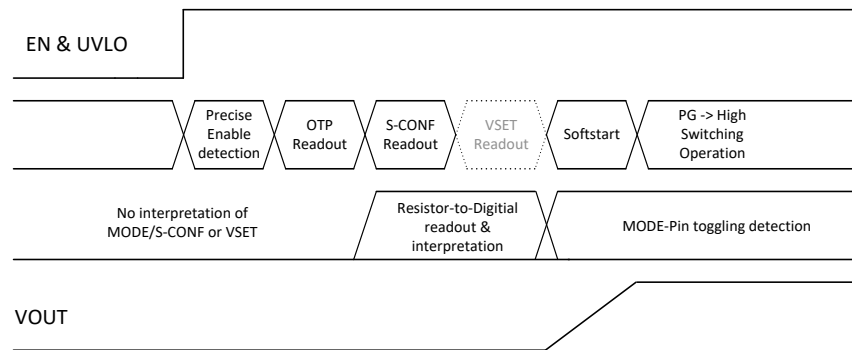 EN & UVLO
Precise
Enable
detection
OTP
Readout
S-CONF
Readout
VSET
Readout
Softstart
PG -> High
Switching
Operation
No interpretation of
MODE/S-CONF or VSET
Resistor-to-Digitial
readout &
interpretation
MODE-Pin toggling detection
VOUT